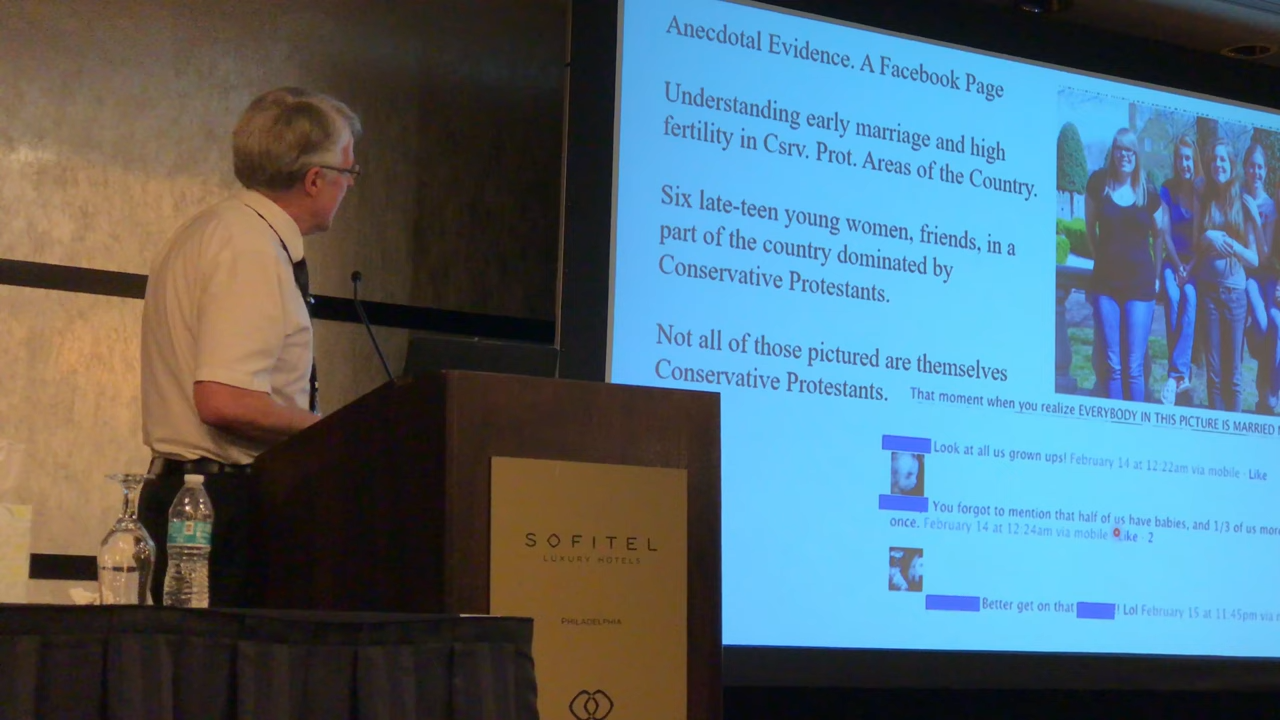 Anecdotal Evidence. A Facebook Page
Understanding early marriage and high
fertility in Csrv. Prot. Areas of the Country.
Six late-teen young women, friends, in a
part of the country dominated by
Conservative Protestants.
Not all of those pictured are themselves
Conservative Protestants.
That moment when you realize EVERYBODY IN THIS PICTURE IS MARRIED
Look at all us grown ups! February 14 at 12:22am via mobile · Like
You forgot to mention that half of us have babies, and 1/3 of us more
once. February 14 at 12:24am via mobile Like · 2
Better get on that ! Lol February 15 at 11:45pm via
SOFITEL
LUXURY HOTELS
PHILADELPHIA